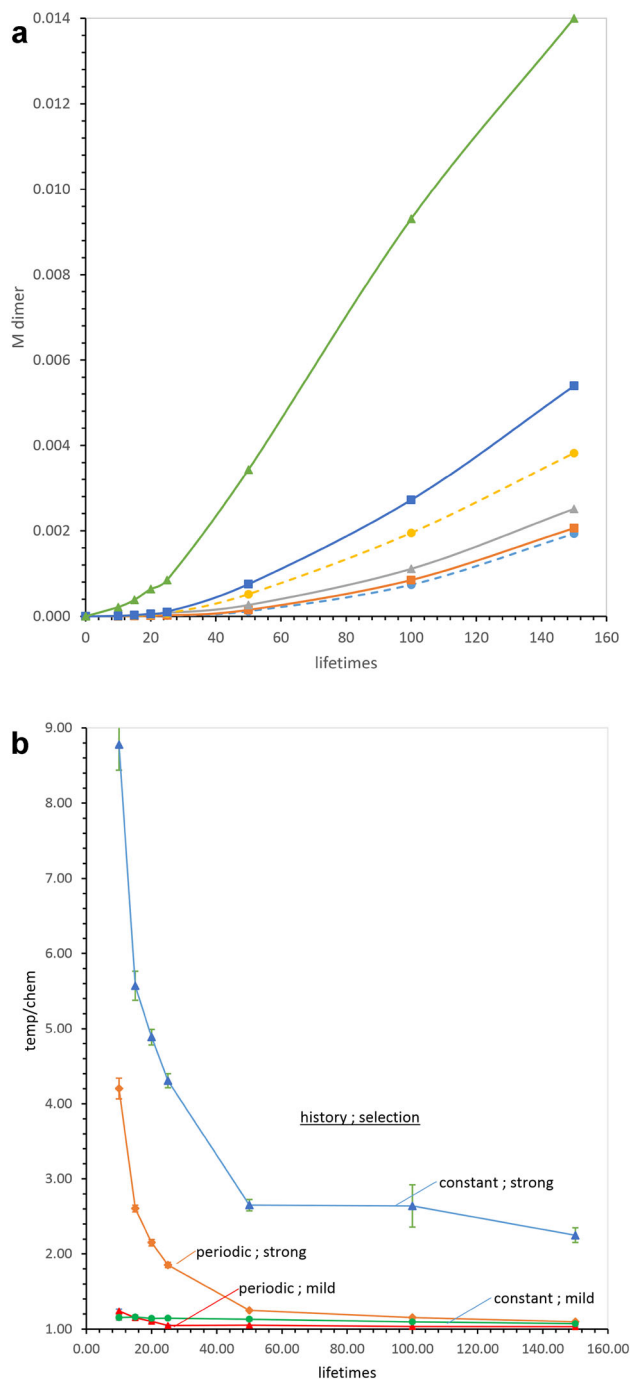 a
0.014
0.012
0.010
0.008
0.006
0.004
0.002
0.000
M dimer
0 20 40 60 80 100 120 140 160
lifetimes
b
9.00
8.00
7.00
6.00
5.00
4.00
3.00
2.00
1.00
temp/chem
history ; selection
constant ; strong
periodic ; strong
periodic ; mild
constant ; mild
0.00 20.00 40.00 60.00 80.00 100.00 120.00 140.00 160.00
lifetimes